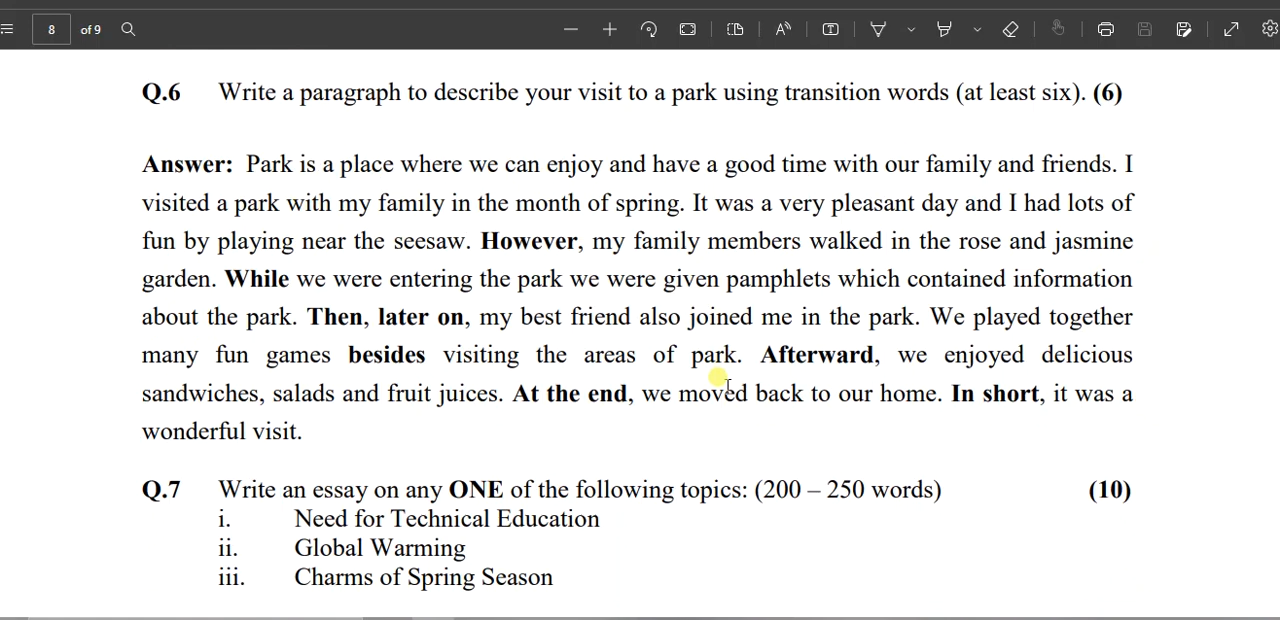 8 of 9
Q.6 Write a paragraph to describe your visit to a park using transition words (at least six). (6)
Answer: Park is a place where we can enjoy and have a good time with our family and friends. I
visited a park with my family in the month of spring. It was a very pleasant day and I had lots of
fun by playing near the seesaw. However, my family members walked in the rose and jasmine
garden. While we were entering the park we were given pamphlets which contained information
about the park. Then, later on, my best friend also joined me in the park. We played together
many fun games besides visiting the areas of park. Afterward, we enjoyed delicious
sandwiches, salads and fruit juices. At the end, we moved back to our home. In short, it was a
wonderful visit.
Q.7 Write an essay on any ONE of the following topics: (200 – 250 words) (10)
i. Need for Technical Education
ii. Global Warming
iii. Charms of Spring Season